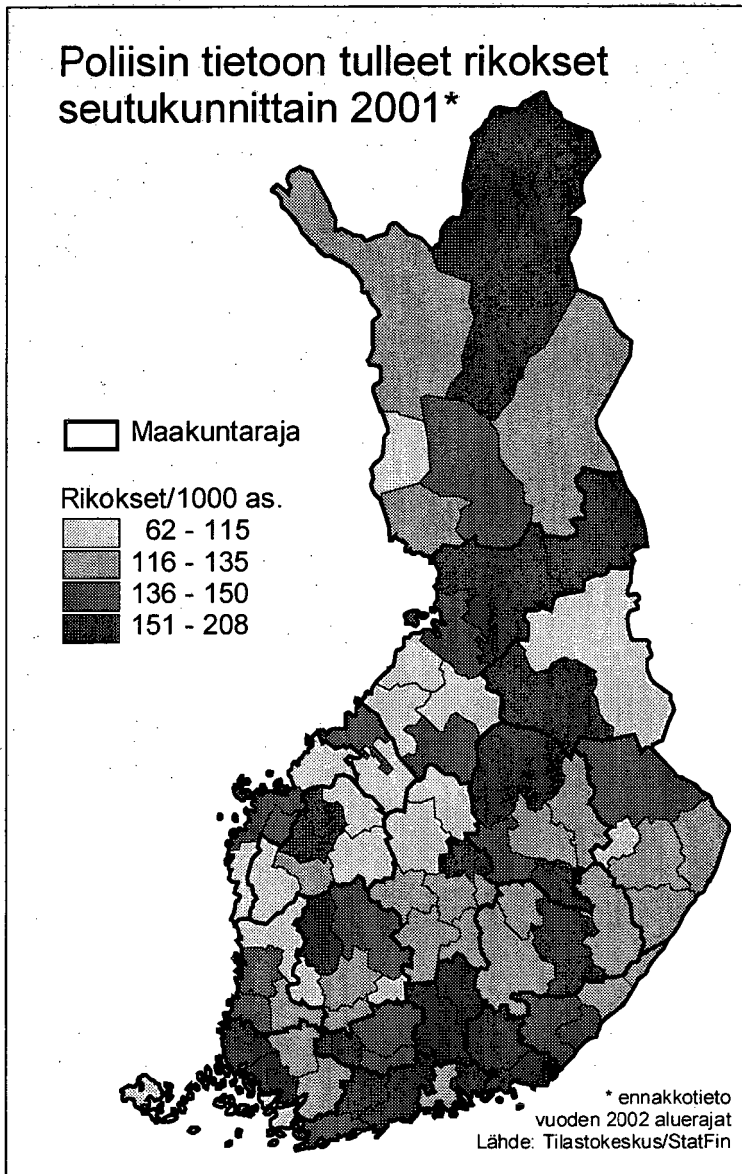 Poliisin tietoon tulleet rikokset
seutukunnittain 2001*
Maakuntaraja
Rikokset/1000 as.
62 - 115
116 - 135
136 - 150
151 - 208
* ennakkotieto
vuoden 2002 aluerajat
Lähde: Tilastokeskus/StatFin